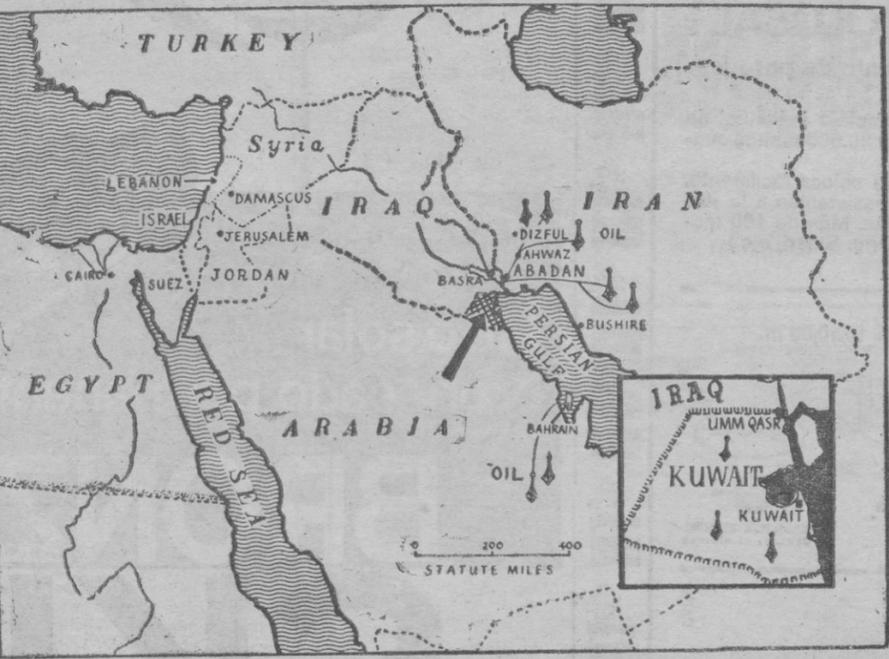 TURKEY
Syria
LEBANON
DAMASCUS
ISRAEL
JERUSALEM
IRAQ
IRAN
DIZFUL
OIL
AHWAZ
ABADAN
BASRA
CAIRO
SUEZ
JORDAN
BUSHIRE
PERSIAN
GULF
EGYPT
RED SEA
ARABIA
BAHRAIN
OIL
0 200 400
STATUTE MILES
IRAQ
UMM QASR
KUWAIT
KUWAIT